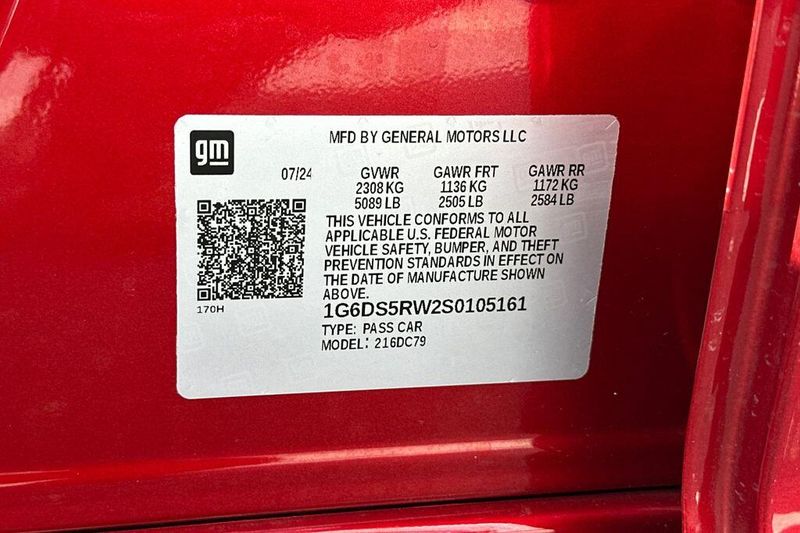 gm
MFD BY GENERAL MOTORS LLC
07/24 GVWR GAWR FRT GAWR RR
2308 KG 1136 KG 1172 KG
5089 LB 2505 LB 2584 LB
THIS VEHICLE CONFORMS TO ALL
APPLICABLE U.S. FEDERAL MOTOR
VEHICLE SAFETY, BUMPER, AND THEFT
PREVENTION STANDARDS IN EFFECT ON
THE DATE OF MANUFACTURE SHOWN
ABOVE.
170H
1G6DS5RW2S0105161
TYPE: PASS CAR
MODEL: 216DC79